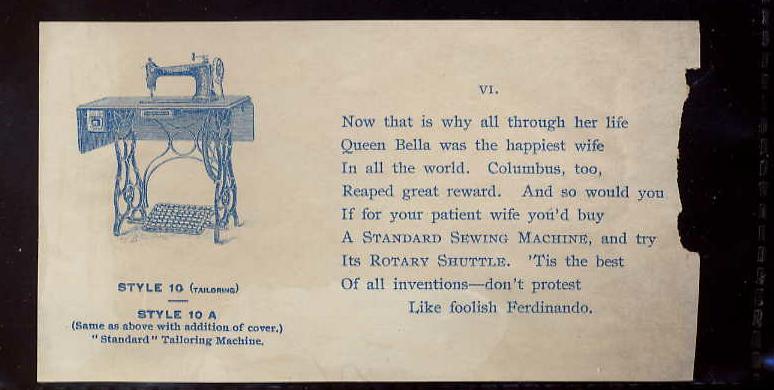 VI.
Now that is why all through her life
Queen Bella was the happiest wife
In all the world. Columbus, too,
Reaped great reward. And so would you
If for your patient wife you'd buy
A STANDARD SEWING MACHINE, and try
Its ROTARY SHUTTLE. 'Tis the best
Of all inventions—don't protest
Like foolish Ferdinando.
STYLE 10 (TAILORING)
STYLE 10 A
(Same as above with addition of cover.)
"Standard" Tailoring Machine.